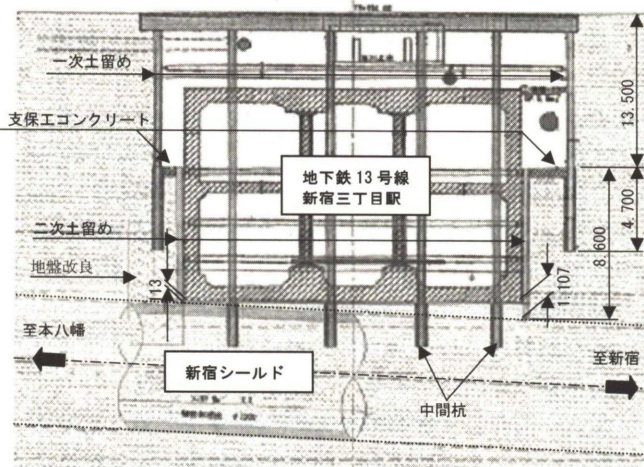 一次土留め
支保エコンクリート
地下鉄 13 号線
新宿三丁目駅
13.500
4.700
8.600
二次土留め
地盤改良
113
1.107
至本八幡
新宿シールド
至新宿
中間杭